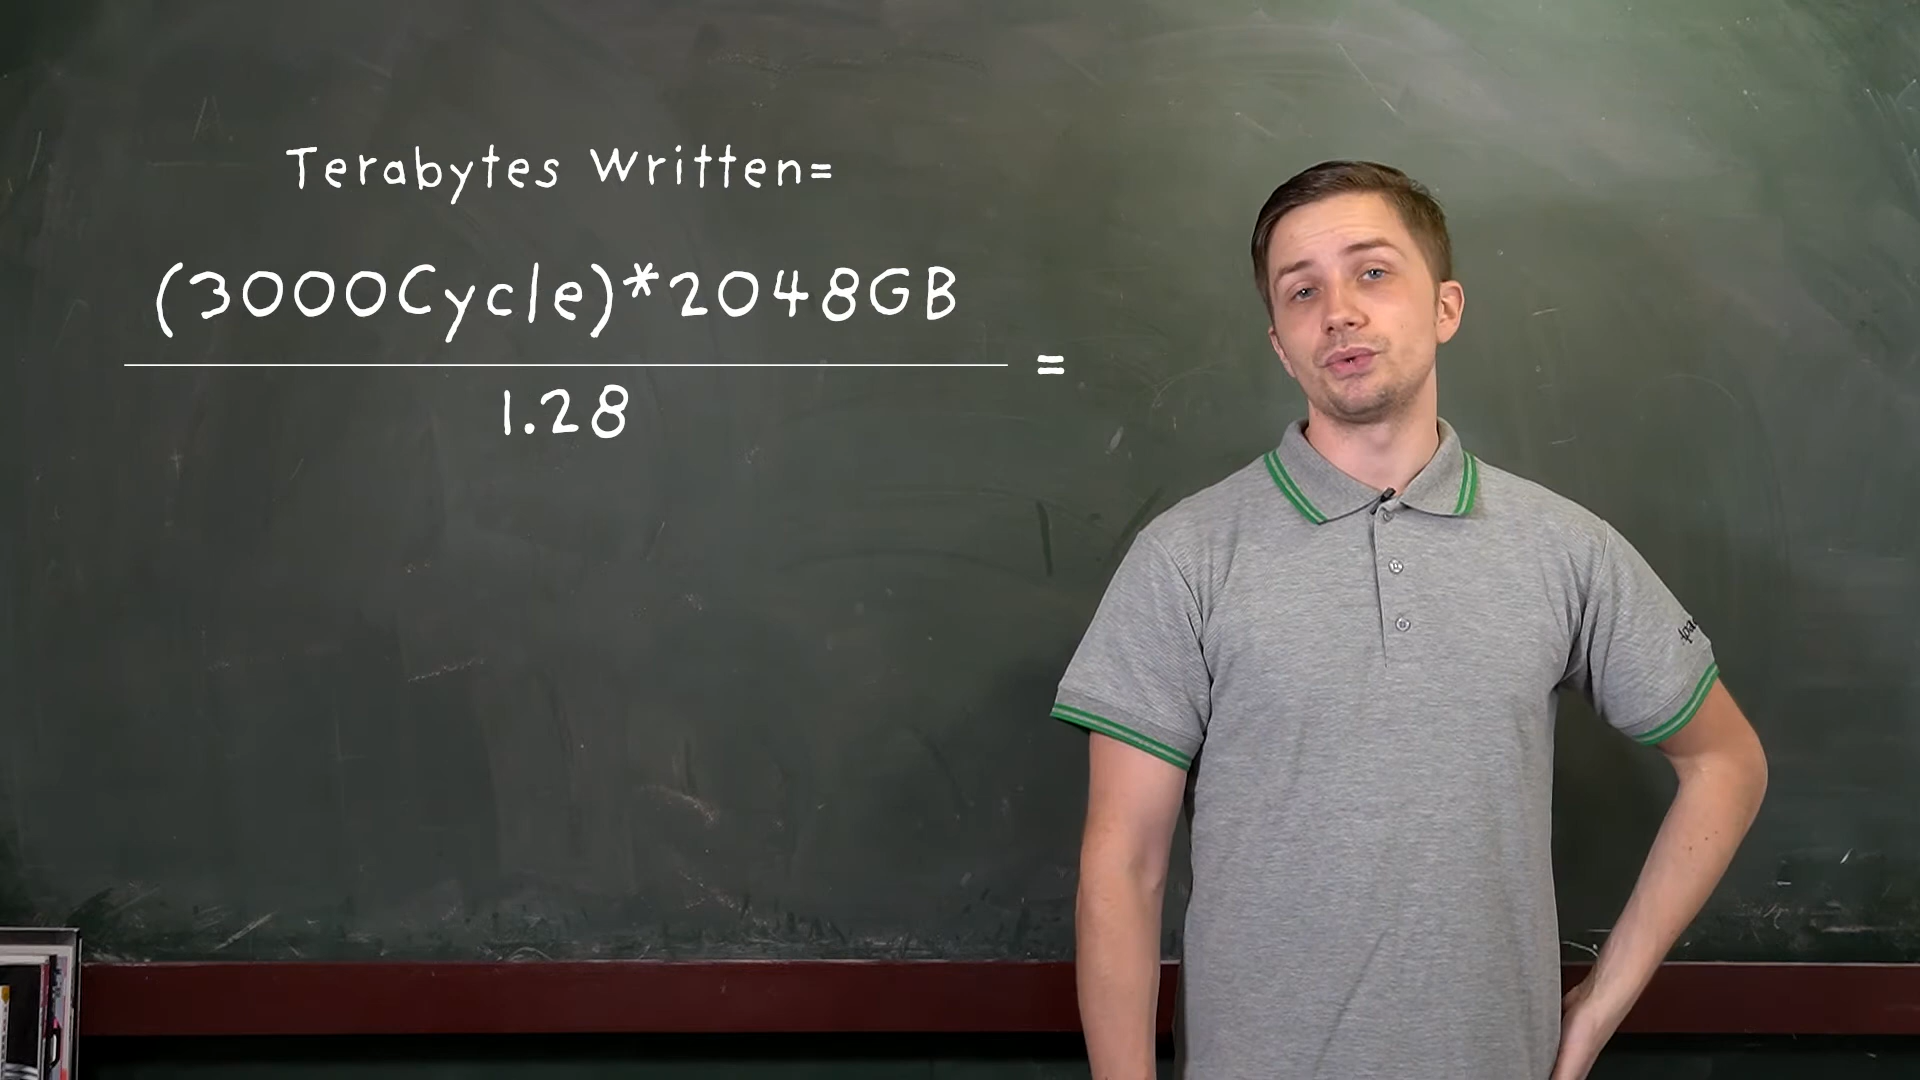 Terabytes Written=
(3000Cycle)*2048GB
=
1.28